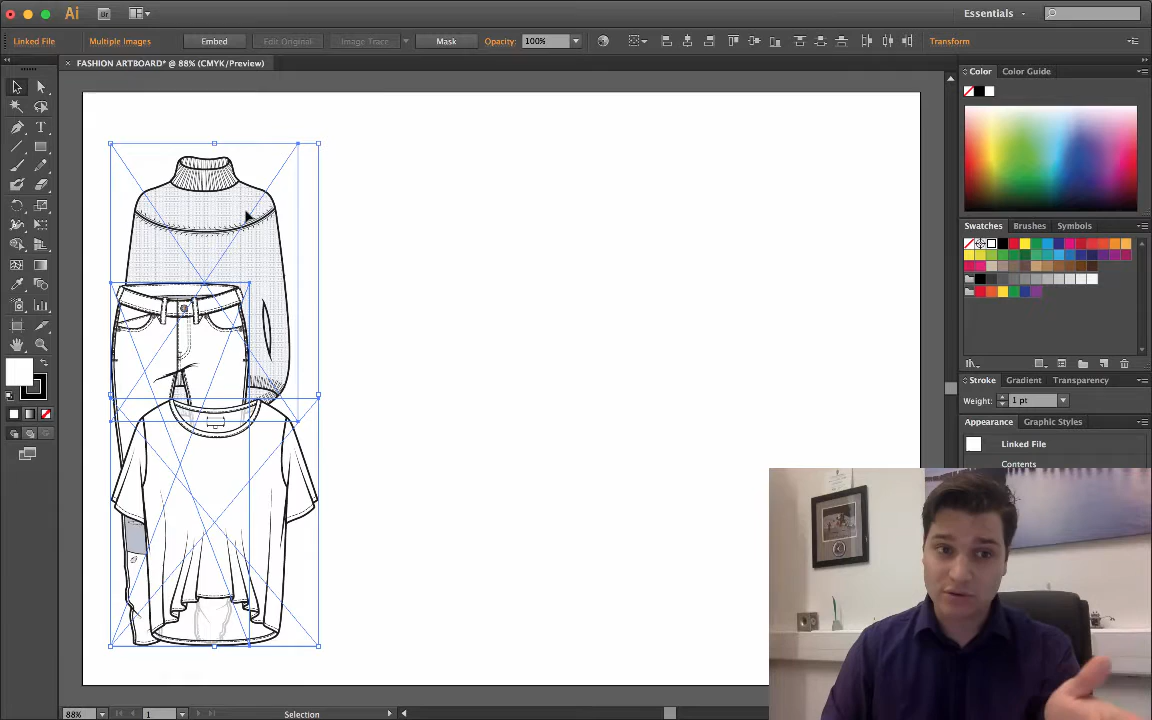 Ai
Br
Essentials
Linked File
Multiple Images
Embed
Edit Original
Image Trace
Mask
Opacity:
100%
Transform
× FASHION ARTBOARD* @ 88% (CMYK/Preview)
Color
Color Guide
Swatches
Brushes
Symbols
Stroke
Gradient
Transparency
Weight:
1 pt
Appearance
Graphic Styles
Linked File
Contents
88%
1
Selection